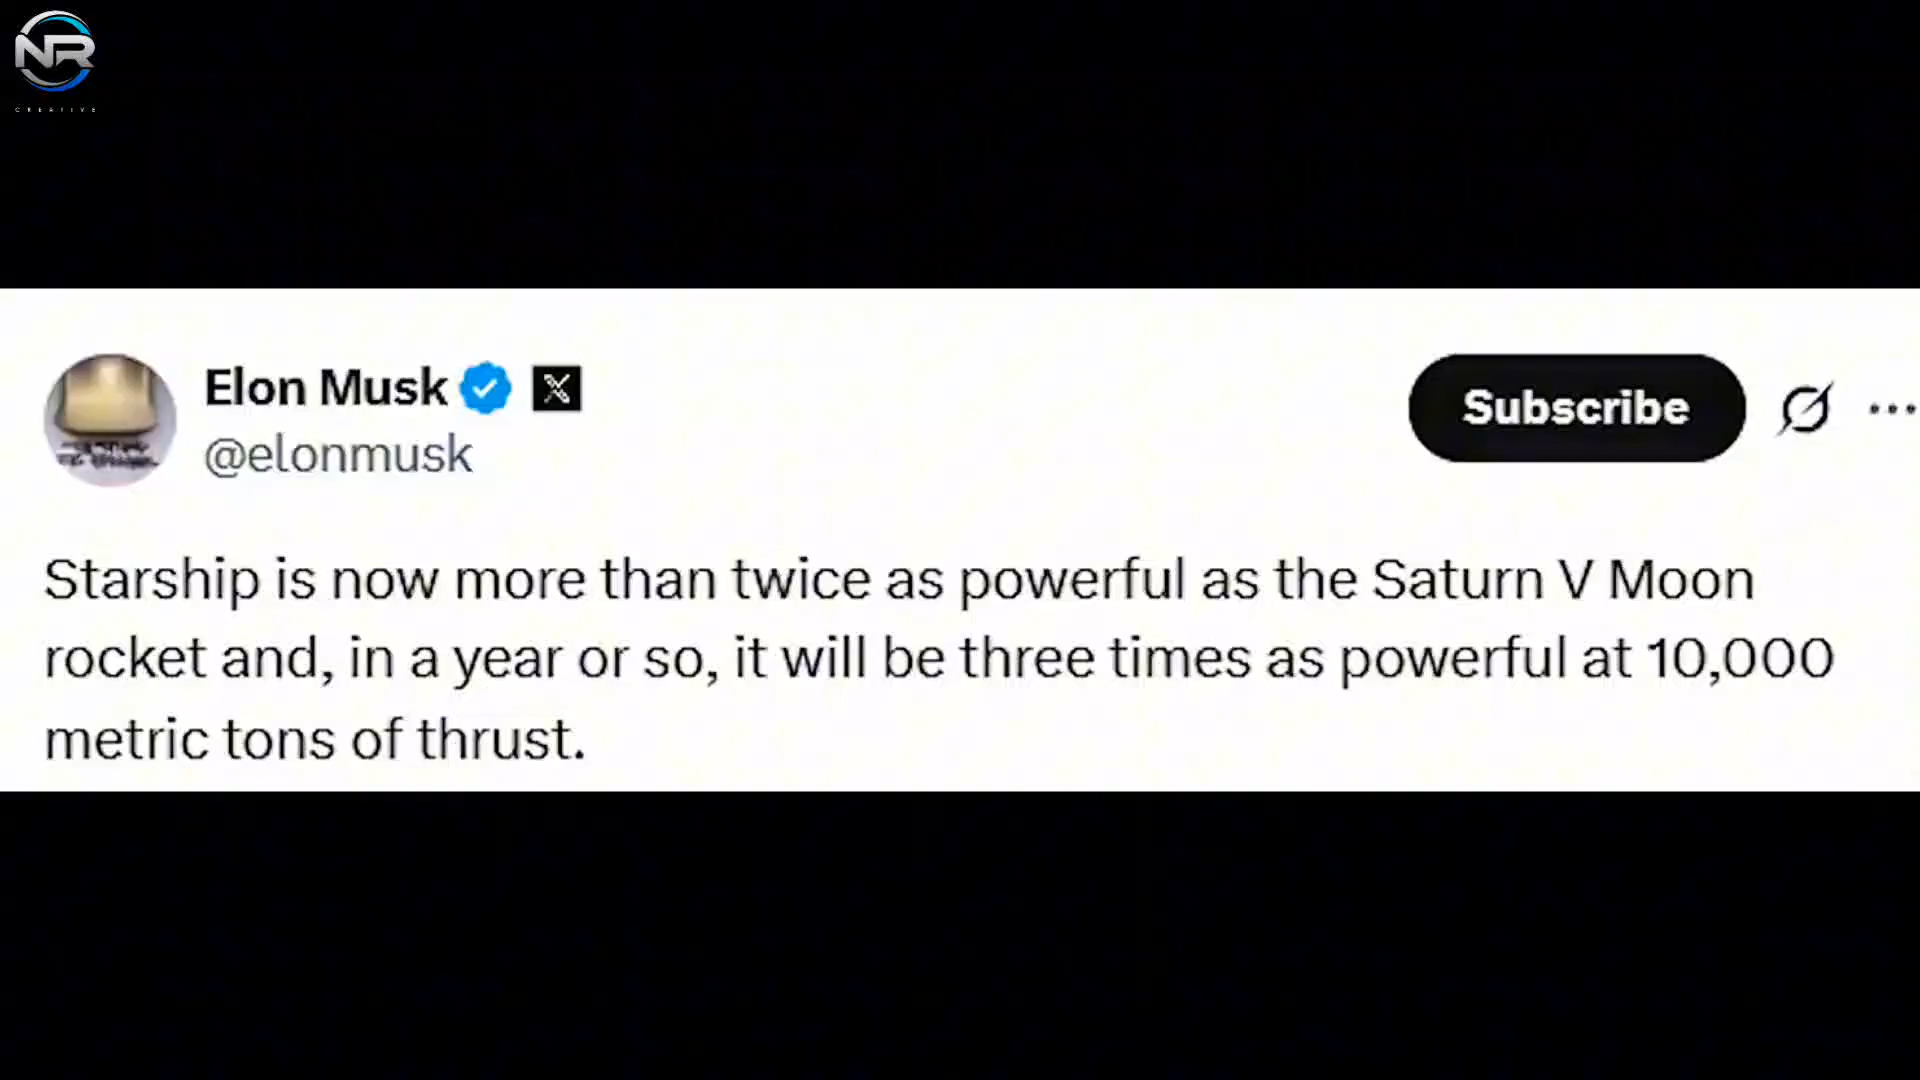 NR
CREATIVE
Elon Musk
@elonmusk
Subscribe
Starship is now more than twice as powerful as the Saturn V Moon
rocket and, in a year or so, it will be three times as powerful at 10,000
metric tons of thrust.